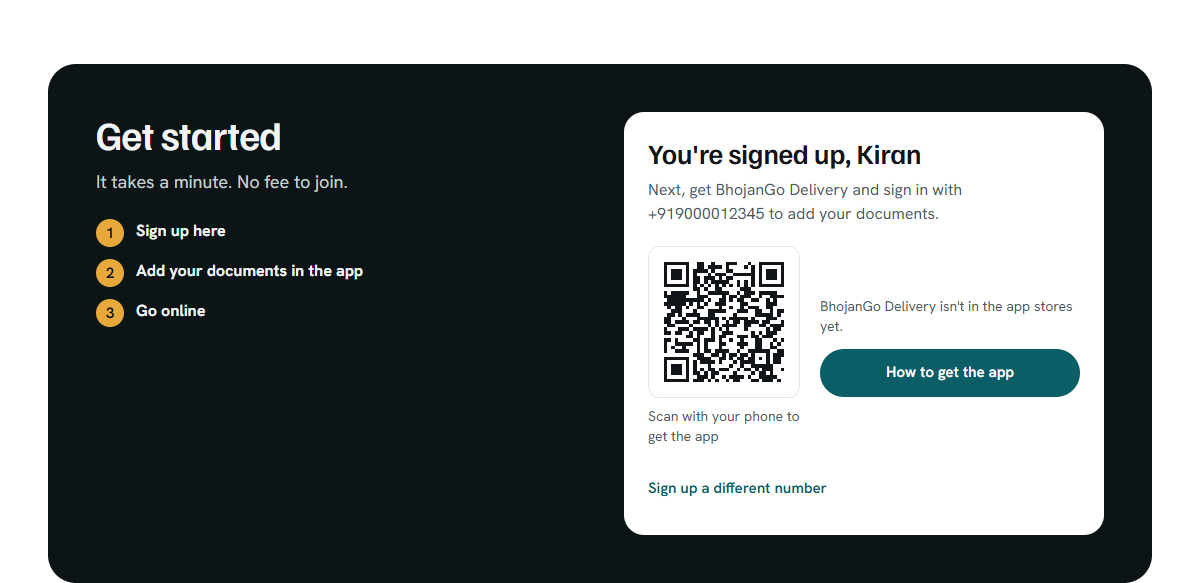 Get started
It takes a minute. No fee to join.
1 Sign up here
2 Add your documents in the app
3 Go online
You're signed up, Kiran
Next, get BhojanGo Delivery and sign in with
+919000012345 to add your documents.
Scan with your phone to
get the app
BhojanGo Delivery isn't in the app stores
yet.
How to get the app
Sign up a different number